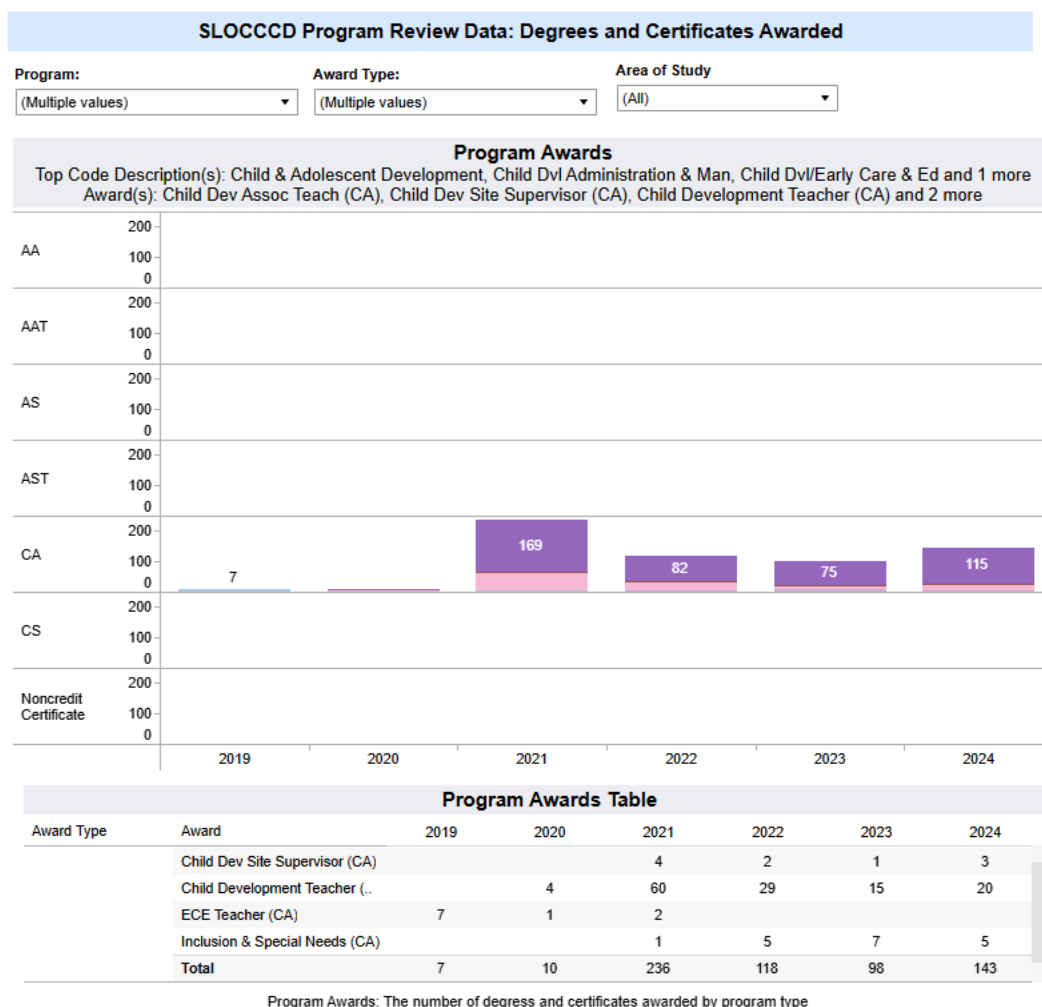 SLOCCCD Program Review Data: Degrees and Certificates Awarded
Program: Award Type: Area of Study
(Multiple values) (Multiple values) (All)
Program Awards
Top Code Description(s): Child & Adolescent Development, Child Dvl Administration & Man, Child Dvl/Early Care & Ed and 1 more
Award(s): Child Dev Assoc Teach (CA), Child Dev Site Supervisor (CA), Child Development Teacher (CA) and 2 more
AA 200 100 0
AAT 200 100 0
AS 200 100 0
AST 200 100 0
CA 200 100 0 7 169 82 75 115
CS 200 100 0
Noncredit
Certificate 200 100 0
2019 2020 2021 2022 2023 2024
Program Awards Table
Award Type Award 2019 2020 2021 2022 2023 2024
Child Dev Site Supervisor (CA) 4 2 1 3
Child Development Teacher (.. 4 60 29 15 20
ECE Teacher (CA) 7 1 2
Inclusion & Special Needs (CA) 1 5 7 5
Total 7 10 236 118 98 143
Program Awards: The number of degress and certificates awarded by program type